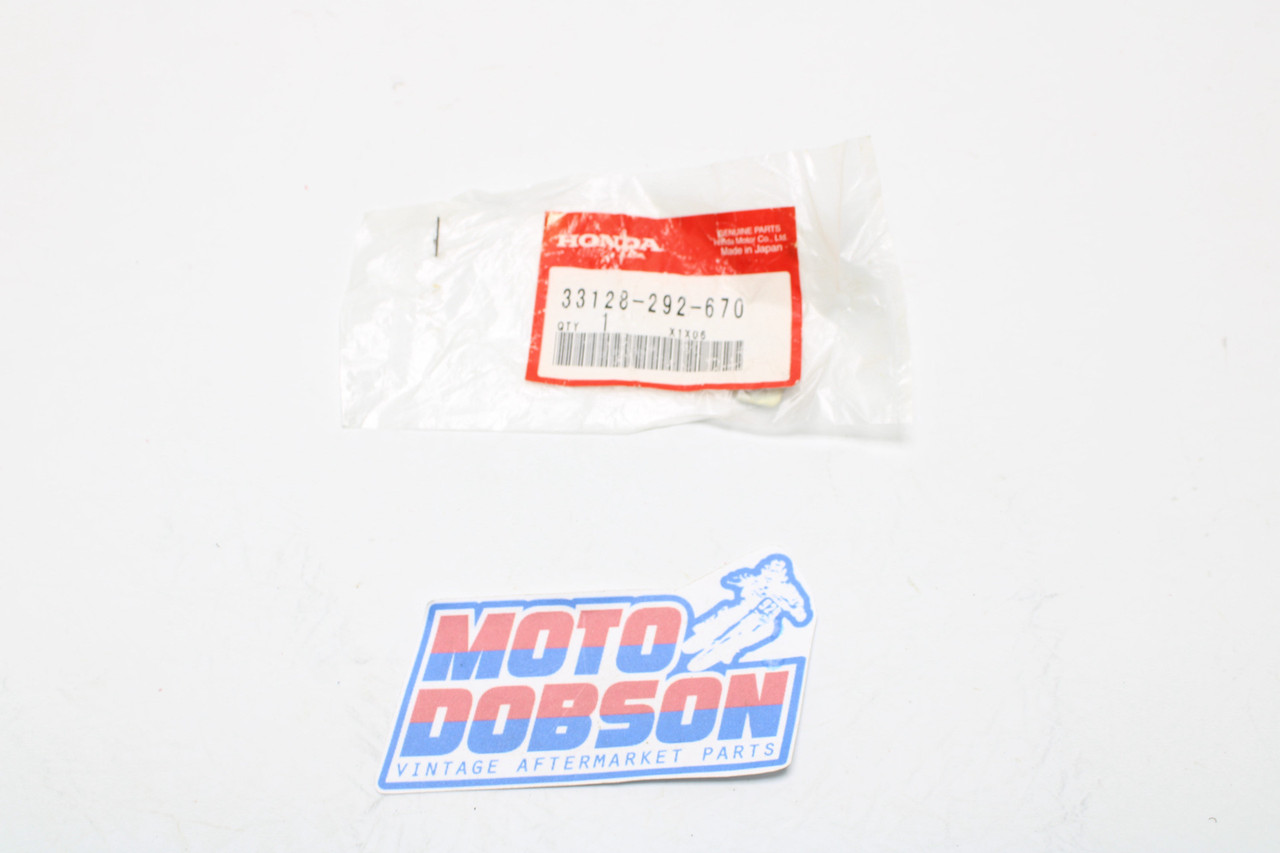 HONDA
GENUINE PARTS
Honda Motor Co., Ltd.
Made in Japan
33128-292-670
QTY 1 X1X06
MOTO
DOBSON
VINTAGE AFTERMARKET PARTS